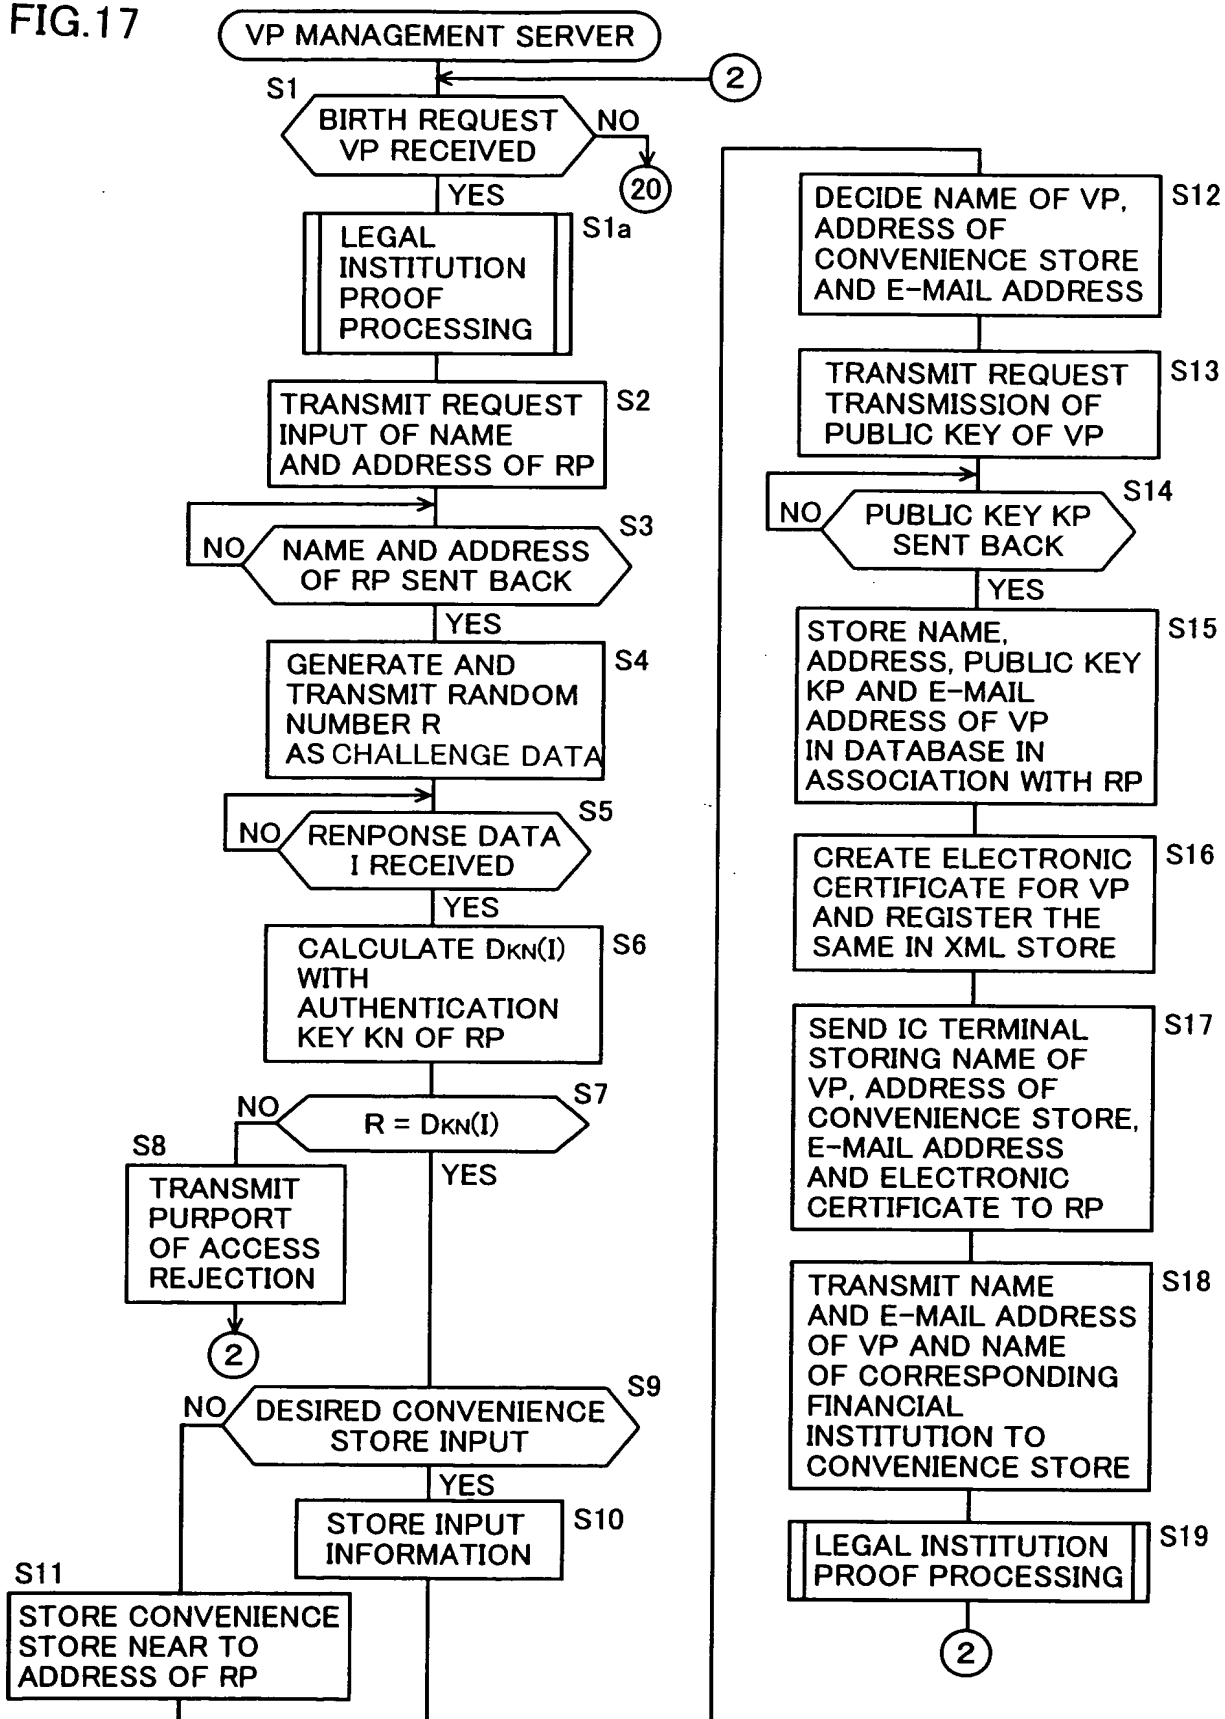 FIG.17
VP MANAGEMENT SERVER
2
S1
BIRTH REQUEST
VP RECEIVED
NO
20
YES
S1a
LEGAL
INSTITUTION
PROOF
PROCESSING
S2
TRANSMIT REQUEST
INPUT OF NAME
AND ADDRESS OF RP
S3
NO
NAME AND ADDRESS
OF RP SENT BACK
YES
S4
GENERATE AND
TRANSMIT RANDOM
NUMBER R
AS CHALLENGE DATA
S5
NO
RENPONSE DATA
I RECEIVED
YES
S6
CALCULATE DKN(I)
WITH
AUTHENTICATION
KEY KN OF RP
S7
NO
R = DKN(I)
YES
S8
TRANSMIT
PURPORT
OF ACCESS
REJECTION
2
S9
NO
DESIRED CONVENIENCE
STORE INPUT
YES
S10
STORE INPUT
INFORMATION
S11
STORE CONVENIENCE
STORE NEAR TO
ADDRESS OF RP
S12
DECIDE NAME OF VP,
ADDRESS OF
CONVENIENCE STORE
AND E-MAIL ADDRESS
S13
TRANSMIT REQUEST
TRANSMISSION OF
PUBLIC KEY OF VP
S14
NO
PUBLIC KEY KP
SENT BACK
YES
S15
STORE NAME,
ADDRESS, PUBLIC KEY
KP AND E-MAIL
ADDRESS OF VP
IN DATABASE IN
ASSOCIATION WITH RP
S16
CREATE ELECTRONIC
CERTIFICATE FOR VP
AND REGISTER THE
SAME IN XML STORE
S17
SEND IC TERMINAL
STORING NAME OF
VP, ADDRESS OF
CONVENIENCE STORE,
E-MAIL ADDRESS
AND ELECTRONIC
CERTIFICATE TO RP
S18
TRANSMIT NAME
AND E-MAIL ADDRESS
OF VP AND NAME
OF CORRESPONDING
FINANCIAL
INSTITUTION TO
CONVENIENCE STORE
S19
LEGAL INSTITUTION
PROOF PROCESSING
2